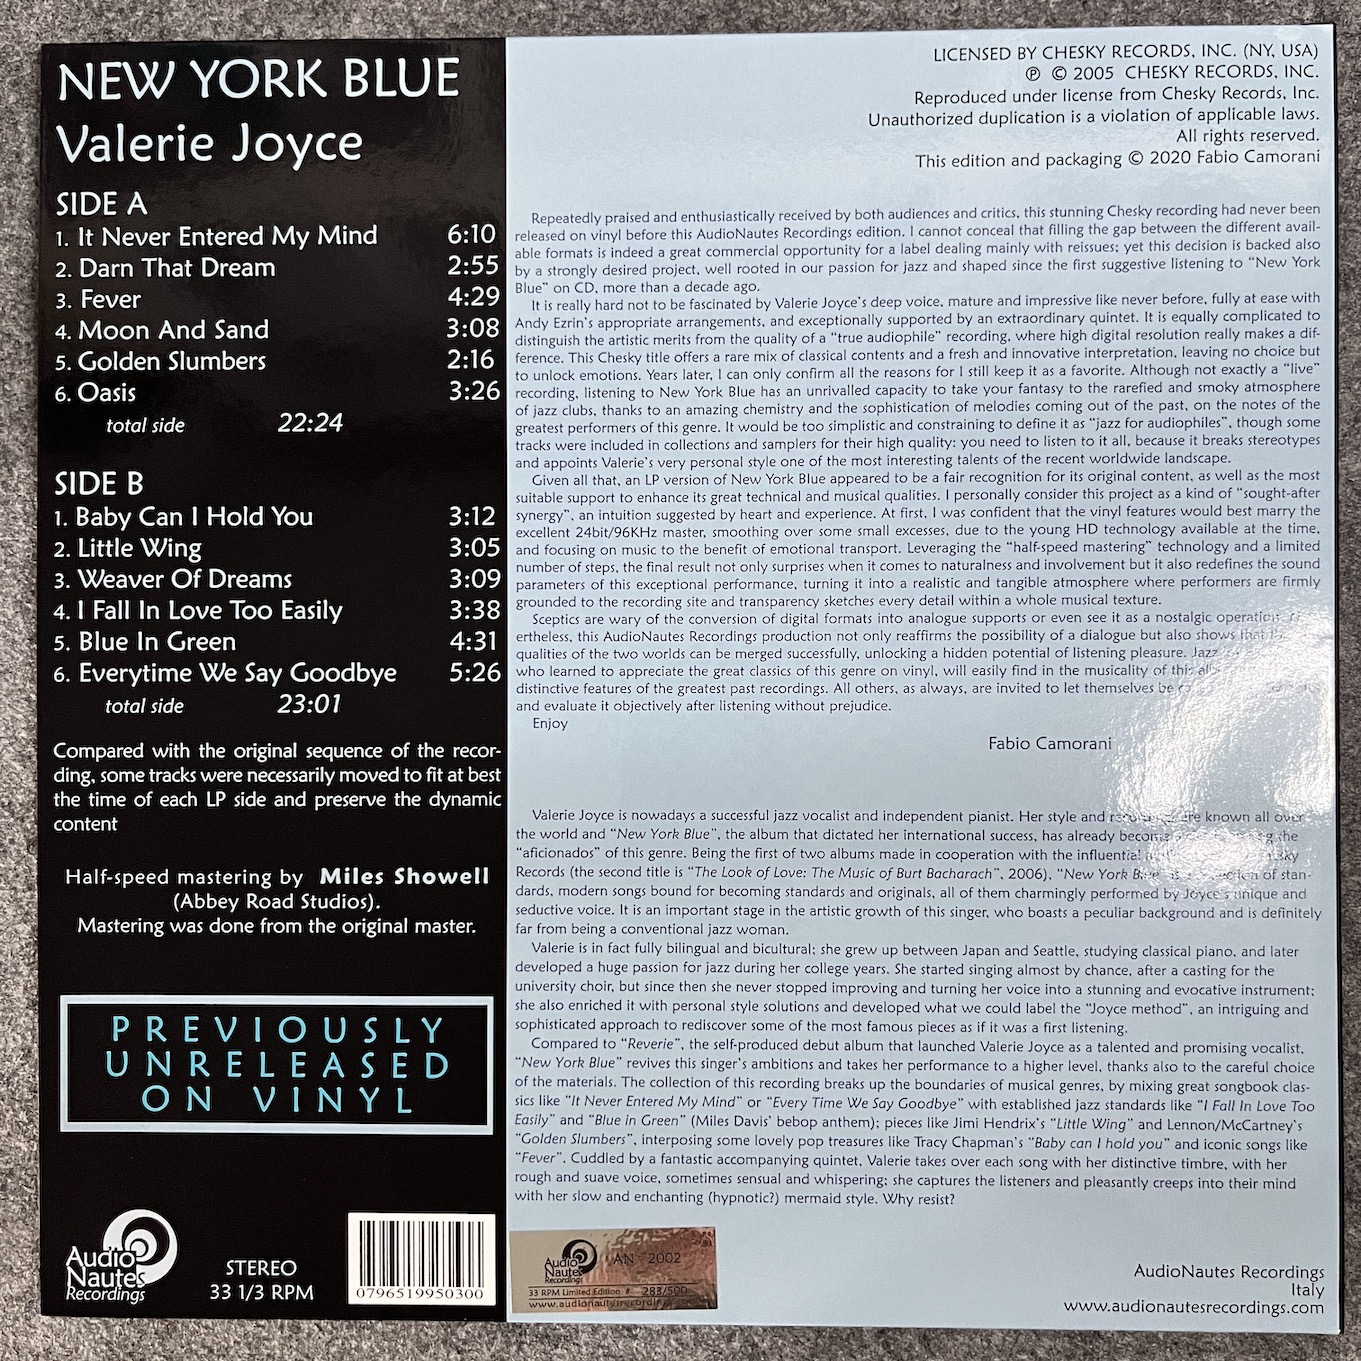 NEW YORK BLUE
Valerie Joyce
SIDE A
1. It Never Entered My Mind 6:10
2. Darn That Dream 2:55
3. Fever 4:29
4. Moon And Sand 3:08
5. Golden Slumbers 2:16
6. Oasis 3:26
total side 22:24
SIDE B
1. Baby Can I Hold You 3:12
2. Little Wing 3:05
3. Weaver Of Dreams 3:09
4. I Fall In Love Too Easily 3:38
5. Blue In Green 4:31
6. Everytime We Say Goodbye 5:26
total side 23:01
Compared with the original sequence of the recor-
ding, some tracks were necessarily moved to fit at best
the time of each LP side and preserve the dynamic
content
Half-speed mastering by Miles Showell
(Abbey Road Studios).
Mastering was done from the original master.
PREVIOUSLY
UNRELEASED
ON VINYL
Audio
Nautes
Recordings
STEREO
33 1/3 RPM
0796519950300
LICENSED BY CHESKY RECORDS, INC. (NY, USA)
℗ © 2005 CHESKY RECORDS, INC.
Reproduced under license from Chesky Records, Inc.
Unauthorized duplication is a violation of applicable laws.
All rights reserved.
This edition and packaging © 2020 Fabio Camorani
Repeatedly praised and enthusiastically received by both audiences and critics, this stunning Chesky recording had never been
released on vinyl before this AudioNautes Recordings edition. I cannot conceal that filling the gap between the different avail-
able formats is indeed a great commercial opportunity for a label dealing mainly with reissues; yet this decision is backed also
by a strongly desired project, well rooted in our passion for jazz and shaped since the first suggestive listening to "New York
Blue" on CD, more than a decade ago.
It is really hard not to be fascinated by Valerie Joyce's deep voice, mature and impressive like never before, fully at ease with
Andy Ezrin's appropriate arrangements, and exceptionally supported by an extraordinary quintet. It is equally complicated to
distinguish the artistic merits from the quality of a "true audiophile" recording, where high digital resolution really makes a dif-
ference. This Chesky title offers a rare mix of classical contents and a fresh and innovative interpretation, leaving no choice but
to unlock emotions. Years later, I can only confirm all the reasons for I still keep it as a favorite. Although not exactly a "live"
recording, listening to New York Blue has an unrivalled capacity to take your fantasy to the rarefied and smoky atmosphere
of jazz clubs, thanks to an amazing chemistry and the sophistication of melodies coming out of the past, on the notes of the
greatest performers of this genre. It would be too simplistic and constraining to define it as "jazz for audiophiles", though some
tracks were included in collections and samplers for their high quality: you need to listen to it all, because it breaks stereotypes
and appoints Valerie's very personal style one of the most interesting talents of the recent worldwide landscape.
Given all that, an LP version of New York Blue appeared to be a fair recognition for its original content, as well as the most
suitable support to enhance its great technical and musical qualities. I personally consider this project as a kind of "sought-after
synergy", an intuition suggested by heart and experience. At first, I was confident that the vinyl features would best marry the
excellent 24bit/96KHz master, smoothing over some small excesses, due to the young HD technology available at the time,
and focusing on music to the benefit of emotional transport. Leveraging the "half-speed mastering" technology and a limited
number of steps, the final result not only surprises when it comes to naturalness and involvement but it also redefines the sound
parameters of this exceptional performance, turning it into a realistic and tangible atmosphere where performers are firmly
grounded to the recording site and transparency sketches every detail within a whole musical texture.
Sceptics are wary of the conversion of digital formats into analogue supports or even see it as a nostalgic operation.
ertheless, this AudioNautes Recordings production not only reaffirms the possibility of a dialogue but also shows that
qualities of the two worlds can be merged successfully, unlocking a hidden potential of listening pleasure. Jazz
who learned to appreciate the great classics of this genre on vinyl, will easily find in the musicality of this
distinctive features of the greatest past recordings. All others, as always, are invited to let themselves be
and evaluate it objectively after listening without prejudice.
Enjoy
Fabio Camorani
Valerie Joyce is nowadays a successful jazz vocalist and independent pianist. Her style and are known all over
the world and "New York Blue", the album that dictated her international success, has already become the
"aficionados" of this genre. Being the first of two albums made in cooperation with the influential
Records (the second title is "The Look of Love: The Music of Burt Bacharach", 2006), "New York Blue" of stan-
dards, modern songs bound for becoming standards and originals, all of them charmingly performed by Joyce's unique and
seductive voice. It is an important stage in the artistic growth of this singer, who boasts a peculiar background and is definitely
far from being a conventional jazz woman.
Valerie is in fact fully bilingual and bicultural; she grew up between Japan and Seattle, studying classical piano, and later
developed a huge passion for jazz during her college years. She started singing almost by chance, after a casting for the
university choir, but since then she never stopped improving and turning her voice into a stunning and evocative instrument;
she also enriched it with personal style solutions and developed what we could label the "Joyce method", an intriguing and
sophisticated approach to rediscover some of the most famous pieces as if it was a first listening.
Compared to "Reverie", the self-produced debut album that launched Valerie Joyce as a talented and promising vocalist,
"New York Blue" revives this singer's ambitions and takes her performance to a higher level, thanks also to the careful choice
of the materials. The collection of this recording breaks up the boundaries of musical genres, by mixing great songbook clas-
sics like "It Never Entered My Mind" or "Every Time We Say Goodbye" with established jazz standards like "I Fall In Love Too
Easily" and "Blue in Green" (Miles Davis' bebop anthem); pieces like Jimi Hendrix's "Little Wing" and Lennon/McCartney's
"Golden Slumbers", interposing some lovely pop treasures like Tracy Chapman's "Baby can I hold you" and iconic songs like
"Fever". Cuddled by a fantastic accompanying quintet, Valerie takes over each song with her distinctive timbre, with her
rough and suave voice, sometimes sensual and whispering; she captures the listeners and pleasantly creeps into their mind
with her slow and enchanting (hypnotic?) mermaid style. Why resist?
Audio
Nautes
Recordings
AN - 2002
33 RPM Limited Edition # 283/500
www.audionautesrecordings
AudioNautes Recordings
Italy
www.audionautesrecordings.com